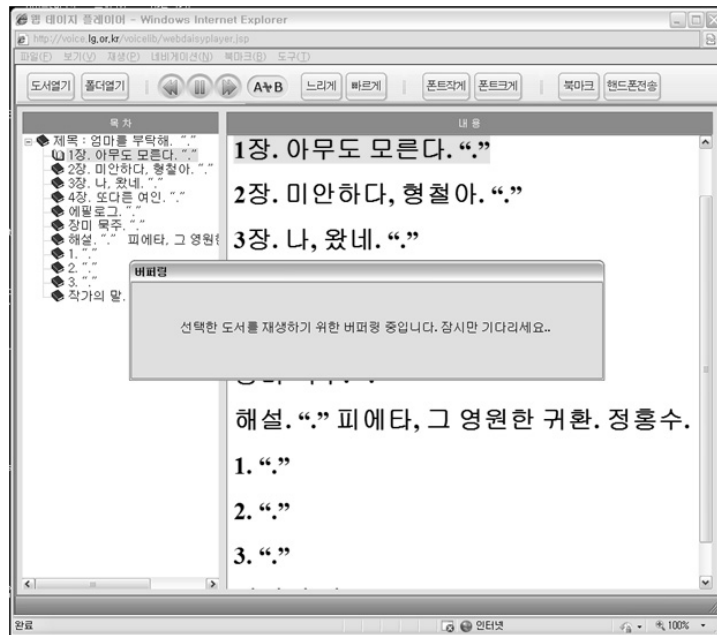 웹 데이지 플레이어 - Windows Internet Explorer
http://voice.lg.or.kr/voicelib/webdaisyplayer.jsp
파일(F) 보기(V) 재생(P) 네비게이션(N) 북마크(B) 도구(T)
도서열기 폴더열기 A↔B 느리게 빠르게 폰트작게 폰트크게 북마크 핸드폰전송
목 차
제목 : 엄마를 부탁해. "."
1장. 아무도 모른다. "."
2장. 미안하다, 형철아. "."
3장. 나, 왔네. "."
4장. 또다른 여인. "."
에필로그. "."
장미 묵주. "."
해설. "." 피에타, 그 영원한
1. "."
2. "."
3. "."
작가의 말.
내 용
1장. 아무도 모른다. “.”
2장. 미안하다, 형철아. “.”
3장. 나, 왔네. “.”
버퍼링
선택한 도서를 재생하기 위한 버퍼링 중입니다. 잠시만 기다리세요..
해설. “.” 피에타, 그 영원한 귀환. 정홍수.
1. “.”
2. “.”
3. “.”
완료 인터넷 100%